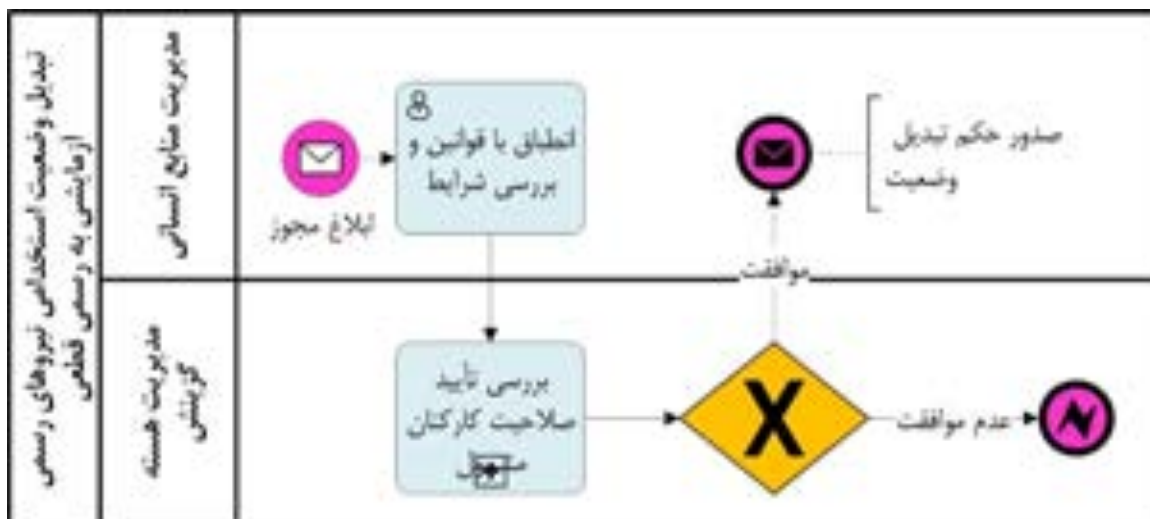 تبدیل وضعیت استخدامی نیروهای رسمی
آزمایشی به رسمی قطعی
مدیریت منابع انسانی
ابلاغ مجوز
انطباق با قوانین و
بررسی شرایط
صدور حکم تبدیل
وضعیت
موافقت
مدیریت هسته
گزینش
بررسی تأیید
صلاحیت کارکنان
X
عدم موافقت